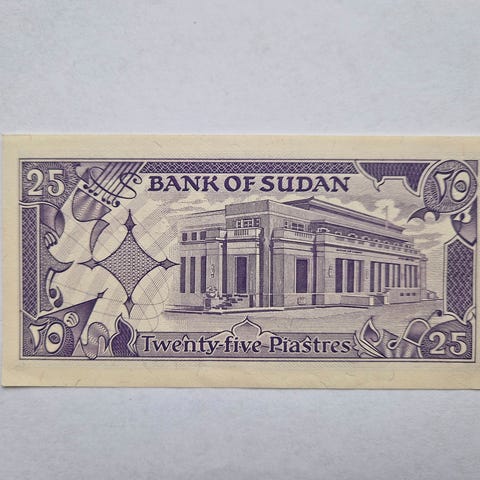 25
BANK OF SUDAN
٢٥
٢٥
Twenty-five Piastres
25